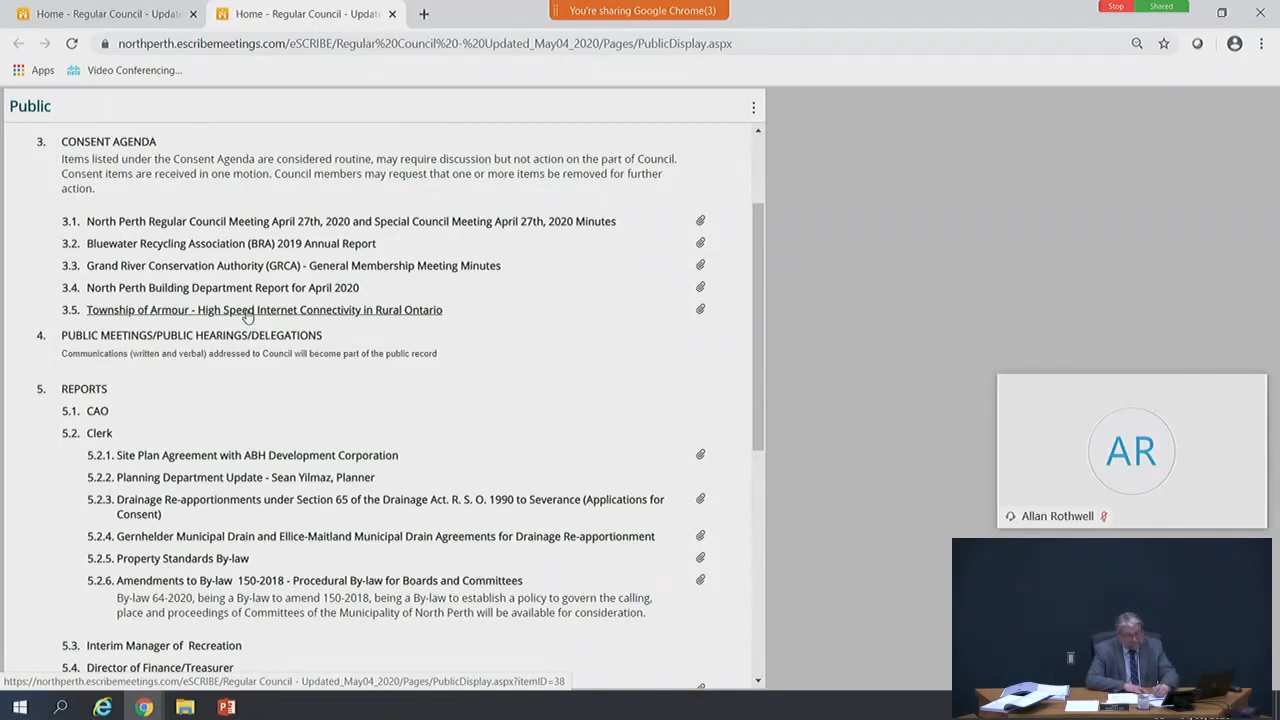 Home - Regular Council - Update
Home - Regular Council - Update
You're sharing Google Chrome(3)
Stop
Shared
northperth.escribemeetings.com/eSCRIBE/Regular%20Council%20-%20Updated_May04_2020/Pages/PublicDisplay.aspx
Apps
Video Conferencing...
Public
3. CONSENT AGENDA
Items listed under the Consent Agenda are considered routine, may require discussion but not action on the part of Council.
Consent items are received in one motion. Council members may request that one or more items be removed for further
action.
3.1. North Perth Regular Council Meeting April 27th, 2020 and Special Council Meeting April 27th, 2020 Minutes
3.2. Bluewater Recycling Association (BRA) 2019 Annual Report
3.3. Grand River Conservation Authority (GRCA) - General Membership Meeting Minutes
3.4. North Perth Building Department Report for April 2020
3.5. Township of Armour - High Speed Internet Connectivity in Rural Ontario
4. PUBLIC MEETINGS/PUBLIC HEARINGS/DELEGATIONS
Communications (written and verbal) addressed to Council will become part of the public record
5. REPORTS
5.1. CAO
5.2. Clerk
5.2.1. Site Plan Agreement with ABH Development Corporation
5.2.2. Planning Department Update - Sean Yilmaz, Planner
5.2.3. Drainage Re-apportionments under Section 65 of the Drainage Act. R. S. O. 1990 to Severance (Applications for
Consent)
5.2.4. Gernhelder Municipal Drain and Ellice-Maitland Municipal Drain Agreements for Drainage Re-apportionment
5.2.5. Property Standards By-law
5.2.6. Amendments to By-law 150-2018 - Procedural By-law for Boards and Committees
By-law 64-2020, being a By-law to amend 150-2018, being a By-law to establish a policy to govern the calling,
place and proceedings of Committees of the Municipality of North Perth will be available for consideration.
5.3. Interim Manager of Recreation
5.4. Director of Finance/Treasurer
https://northperth.escribemeetings.com/eSCRIBE/Regular Council - Updated_May04_2020/Pages/PublicDisplay.aspx?itemID=38
AR
Allan Rothwell